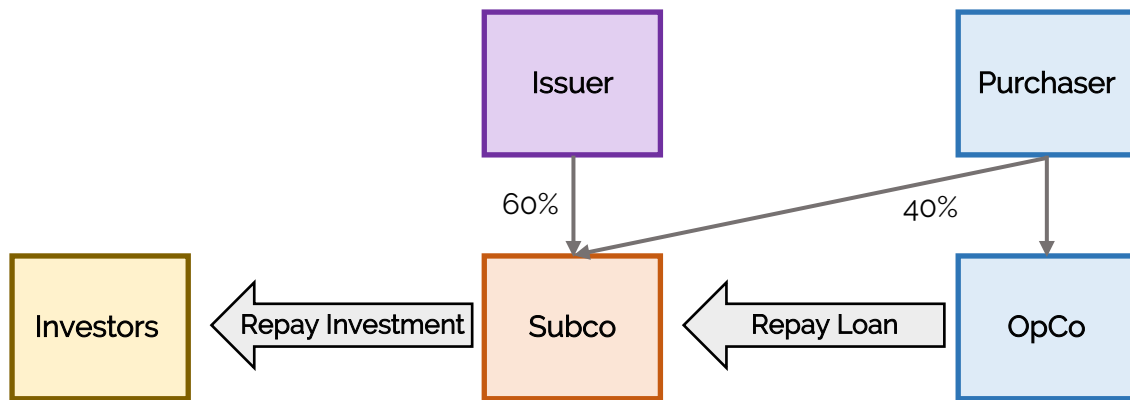 Issuer
Purchaser
60%
40%
Investors
Repay Investment
Subco
Repay Loan
OpCo